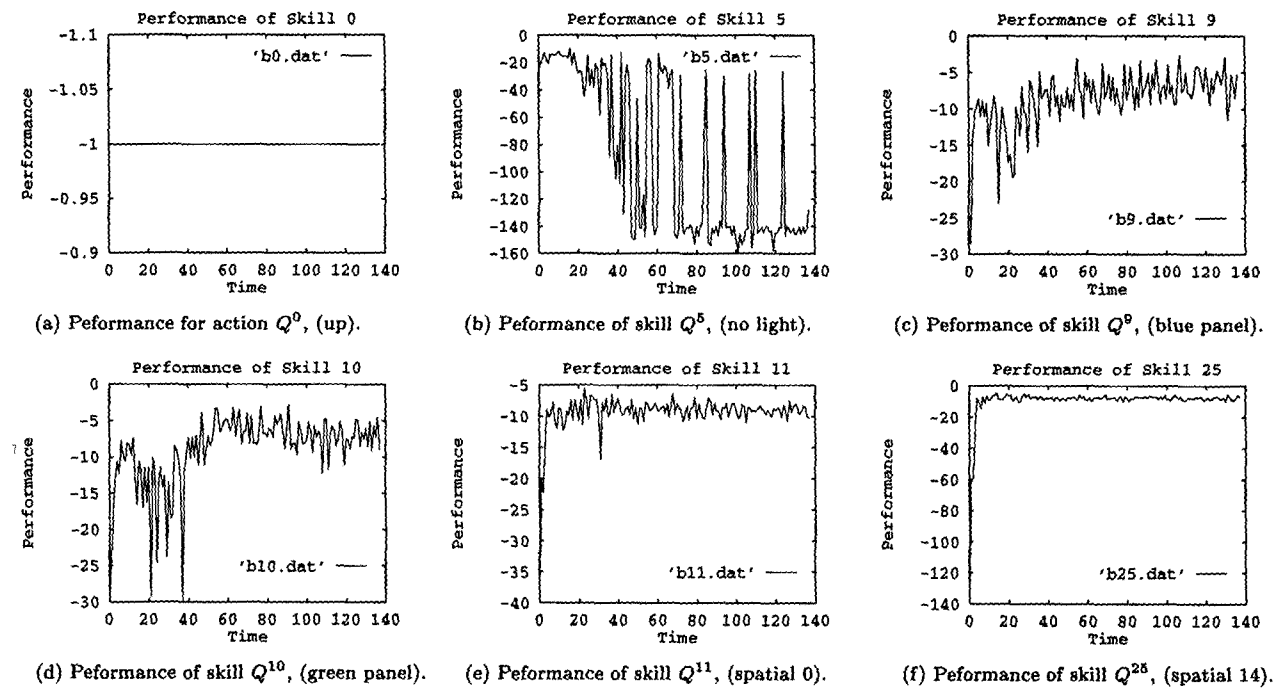 Performance of Skill 0
-1.1
-1.05
-1
-0.95
-0.9
Performance
'b0.dat'
0 20 40 60 80 100 120 140
Time
(a) Peformance for action Q⁰, (up).
Performance of Skill 5
0
-20
-40
-60
-80
-100
-120
-140
-160
Performance
'b5.dat'
0 20 40 60 80 100 120 140
Time
(b) Peformance of skill Q⁵, (no light).
Performance of Skill 9
0
-5
-10
-15
-20
-25
-30
Performance
'b9.dat'
0 20 40 60 80 100 120 140
Time
(c) Peformance of skill Q⁹, (blue panel).
Performance of Skill 10
0
-5
-10
-15
-20
-25
-30
Performance
'b10.dat'
0 20 40 60 80 100 120 140
Time
(d) Peformance of skill Q¹⁰, (green panel).
Performance of Skill 11
-5
-10
-15
-20
-25
-30
-35
-40
Performance
'b11.dat'
0 20 40 60 80 100 120 140
Time
(e) Peformance of skill Q¹¹, (spatial 0).
Performance of Skill 25
0
-20
-40
-60
-80
-100
-120
-140
Performance
'b25.dat'
0 20 40 60 80 100 120 140
Time
(f) Peformance of skill Q²⁵, (spatial 14).